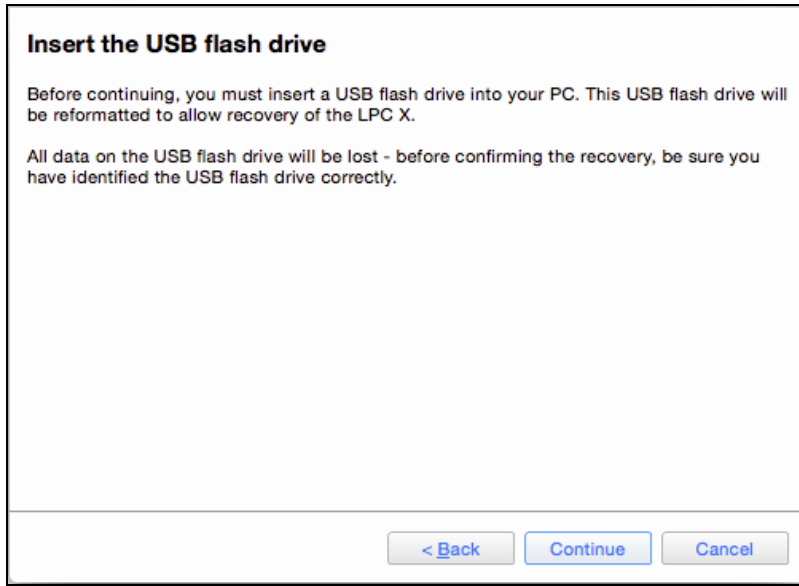 Insert the USB flash drive
Before continuing, you must insert a USB flash drive into your PC. This USB flash drive will
be reformatted to allow recovery of the LPC X.
All data on the USB flash drive will be lost - before confirming the recovery, be sure you
have identified the USB flash drive correctly.
< Back
Continue
Cancel